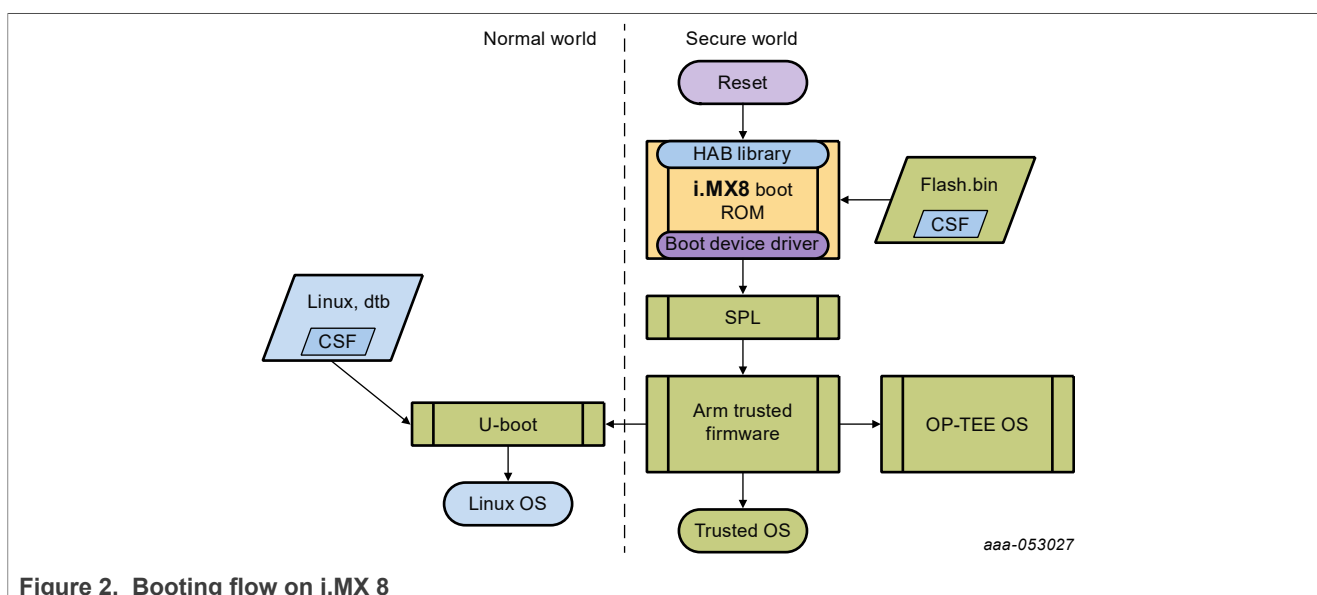 Normal world
Secure world
Reset
HAB library
i.MX8 boot
ROM
Boot device driver
Flash.bin
CSF
SPL
Linux, dtb
CSF
U-boot
Arm trusted
firmware
OP-TEE OS
Linux OS
Trusted OS
aaa-053027
Figure 2. Booting flow on i.MX 8